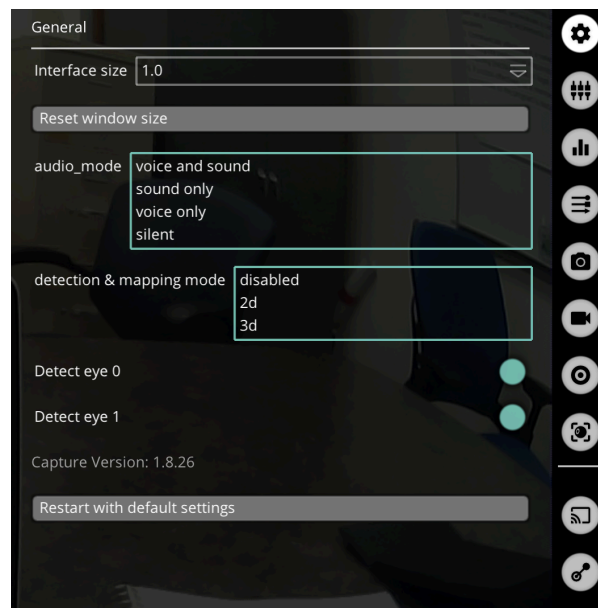 General
Interface size 1.0
Reset window size
audio_mode voice and sound
sound only
voice only
silent
detection & mapping mode disabled
2d
3d
Detect eye 0
Detect eye 1
Capture Version: 1.8.26
Restart with default settings